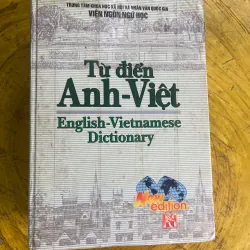 TRUNG TÂM KHOA HỌC XÃ HỘI VÀ NHÂN VĂN QUỐC GIA
VIỆN NGÔN NGỮ HỌC
Từ điển
Anh-Việt
English-Vietnamese
Dictionary
New
edition